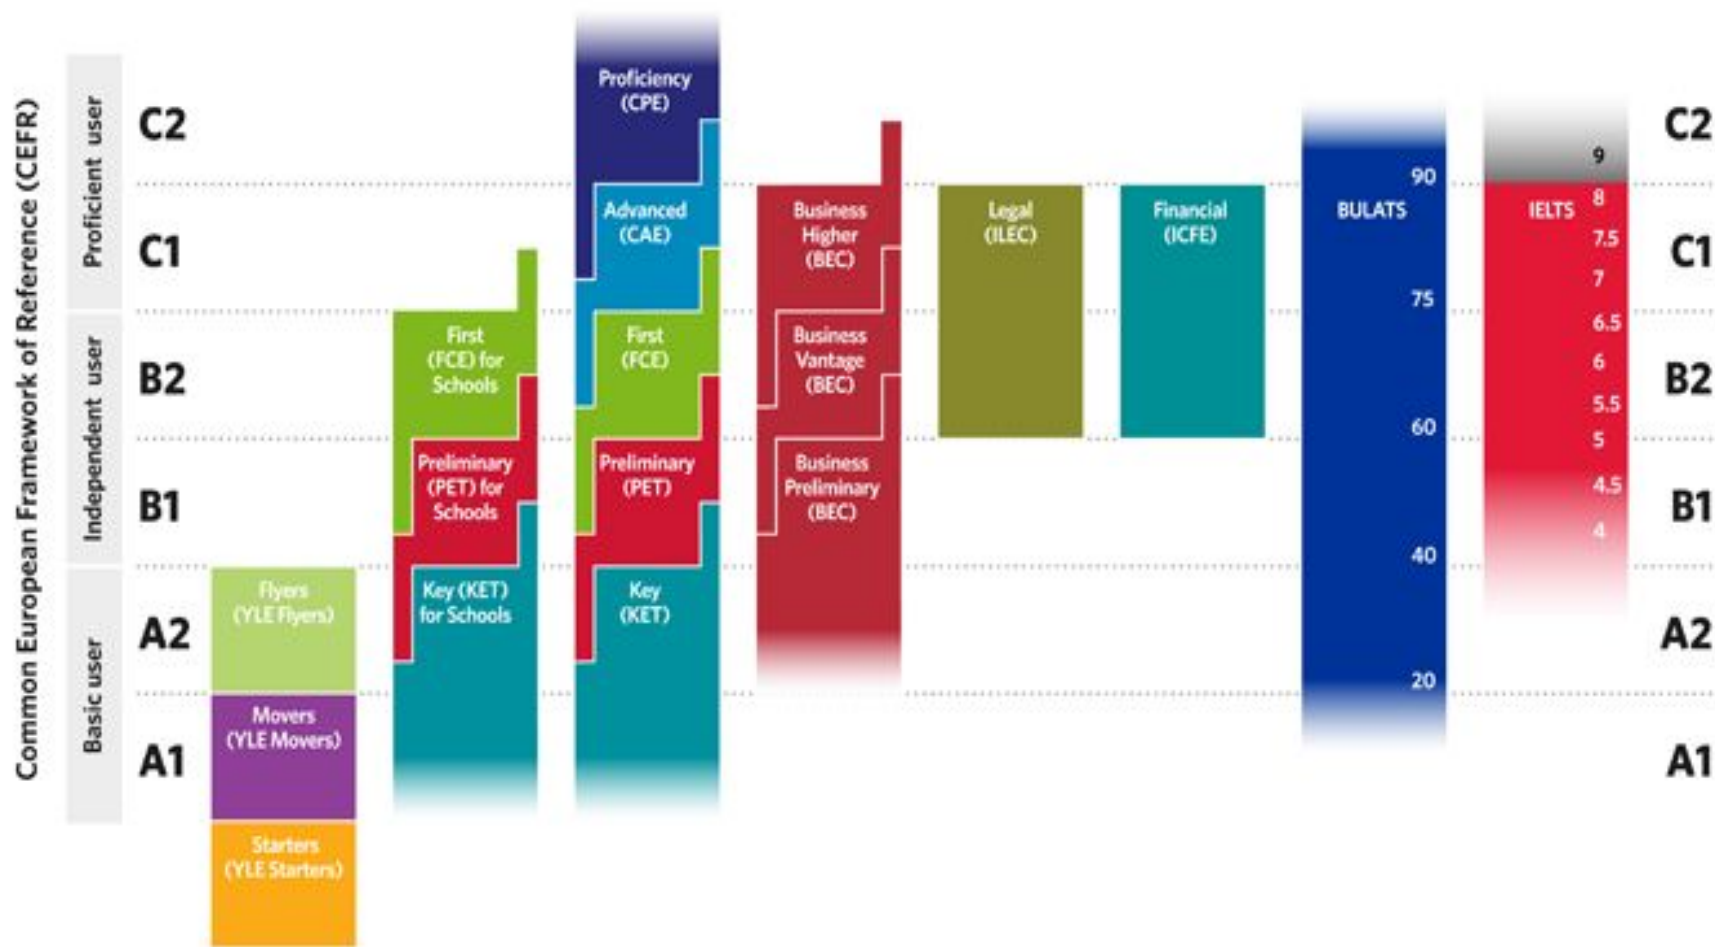 Common European Framework of Reference (CEFR)
Proficient user
Independent user
Basic user
C2
C1
B2
B1
A2
A1
Flyers
(YLE Flyers)
Movers
(YLE Movers)
Starters
(YLE Starters)
First
(FCE) for
Schools
Preliminary
(PET) for
Schools
Key (KET)
for Schools
Proficiency
(CPE)
Advanced
(CAE)
First
(FCE)
Preliminary
(PET)
Key
(KET)
Business
Higher
(BEC)
Business
Vantage
(BEC)
Business
Preliminary
(BEC)
Legal
(ILEC)
Financial
(ICFE)
BULATS
90
75
60
40
20
IELTS
9
8
7.5
7
6.5
6
5.5
5
4.5
4
C2
C1
B2
B1
A2
A1